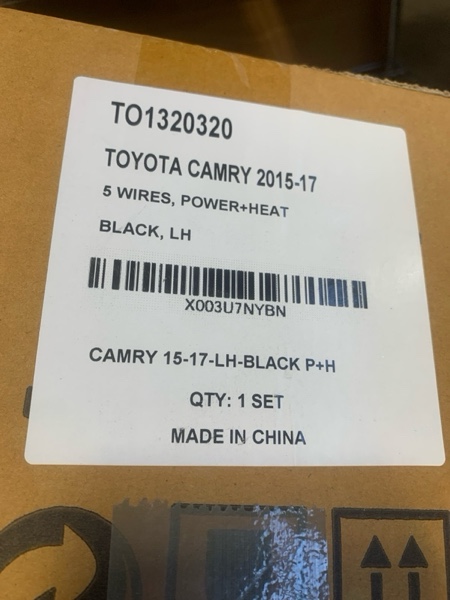 TO1320320
TOYOTA CAMRY 2015-17
5 WIRES, POWER+HEAT
BLACK, LH
X003U7NYBN
CAMRY 15-17-LH-BLACK P+H
QTY: 1 SET
MADE IN CHINA